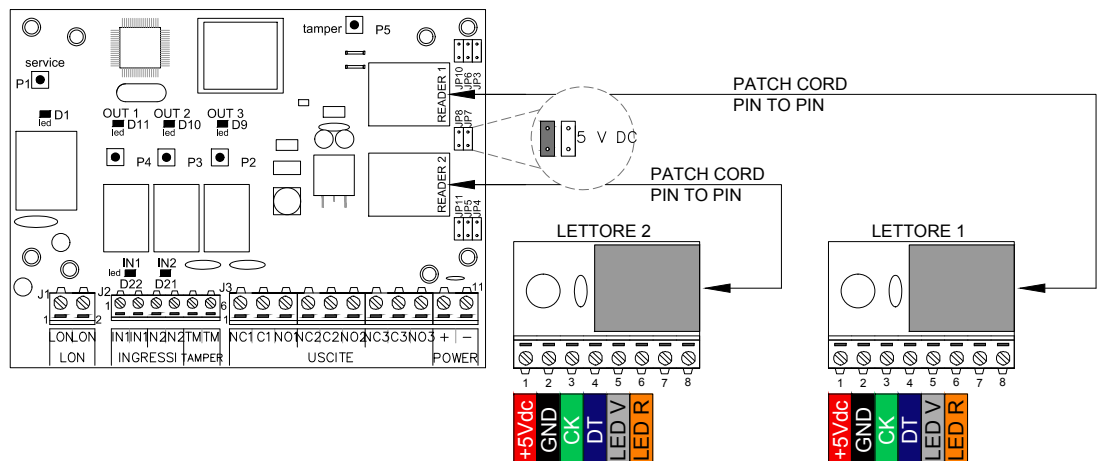 tamper P5
service
P1
D1
led
OUT 1 OUT 2 OUT 3
D11 D10 D9
led led led
P4 P3 P2
READER 1
JP10
JP6
JP3
JP8
JP7
READER 2
JP11
JP5
JP4
5 V DC
PATCH CORD
PIN TO PIN
PATCH CORD
PIN TO PIN
IN1 IN2
led
D22 D21
J1 J2 J3 11
1 2 1 6 1
LON LON IN1 IN1 IN2 IN2 TM TM NC1 C1 NO1 NC2 C2 NO2 NC3 C3 NO3 + -
LON INGRESSI TAMPER USCITE POWER
LETTORE 2
1 2 3 4 5 6 7 8
+5Vdc
GND
CK
DT
LED V
LED R
LETTORE 1
1 2 3 4 5 6 7 8
+5Vdc
GND
CK
DT
LED V
LED R